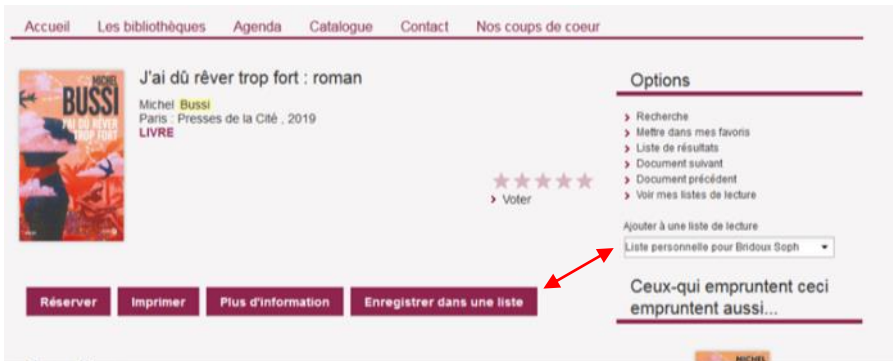 Accueil Les bibliothèques Agenda Catalogue Contact Nos coups de coeur
MICHEL
BUSSI
J'AI DÛ RÊVER
TROP FORT
J'ai dû rêver trop fort : roman
Michel Bussi
Paris : Presses de la Cité , 2019
LIVRE
Voter
Réserver Imprimer Plus d'information Enregistrer dans une liste
Options
Recherche
Mettre dans mes favoris
Liste de résultats
Document suivant
Document précédent
Voir mes listes de lecture
Ajouter à une liste de lecture
Liste personnelle pour Bridoux Soph
Ceux-qui empruntent ceci
empruntent aussi...
MICHEL